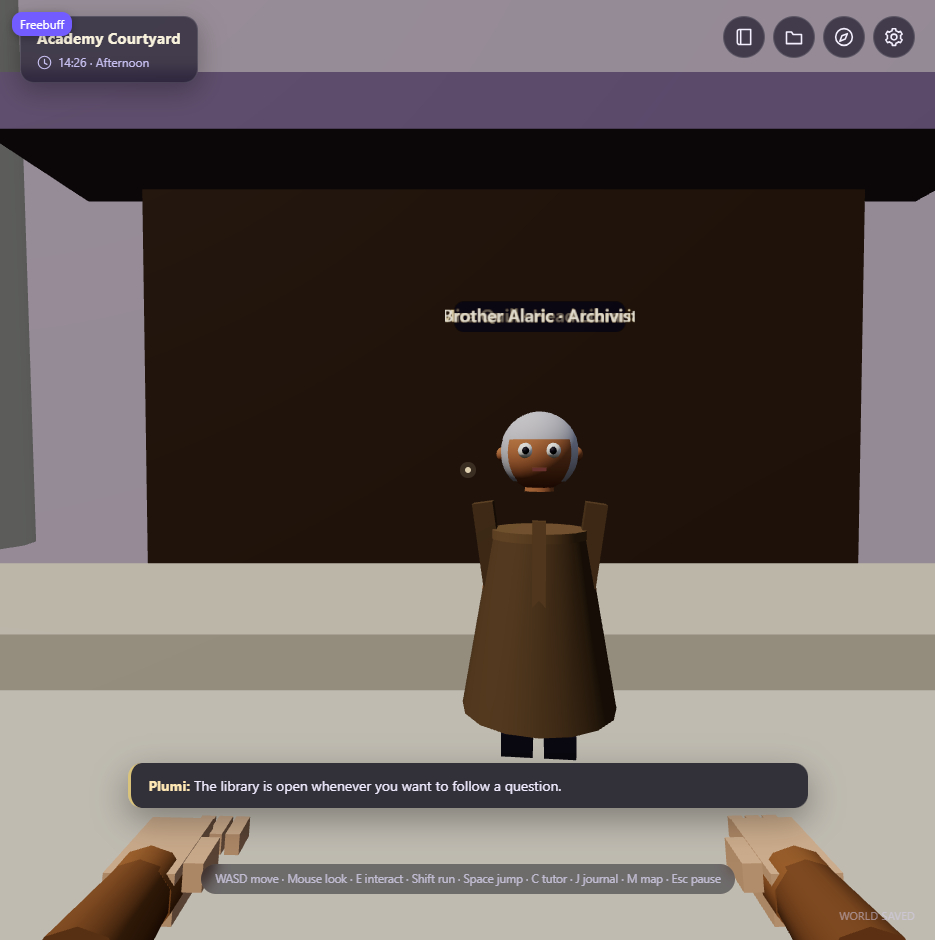 Freebuff
Academy Courtyard
14:26 · Afternoon
Brother Alaric - Archivist
Plumi: The library is open whenever you want to follow a question.
WASD move · Mouse look · E interact · Shift run · Space jump · C tutor · J journal · M map · Esc pause
WORLD SAVED